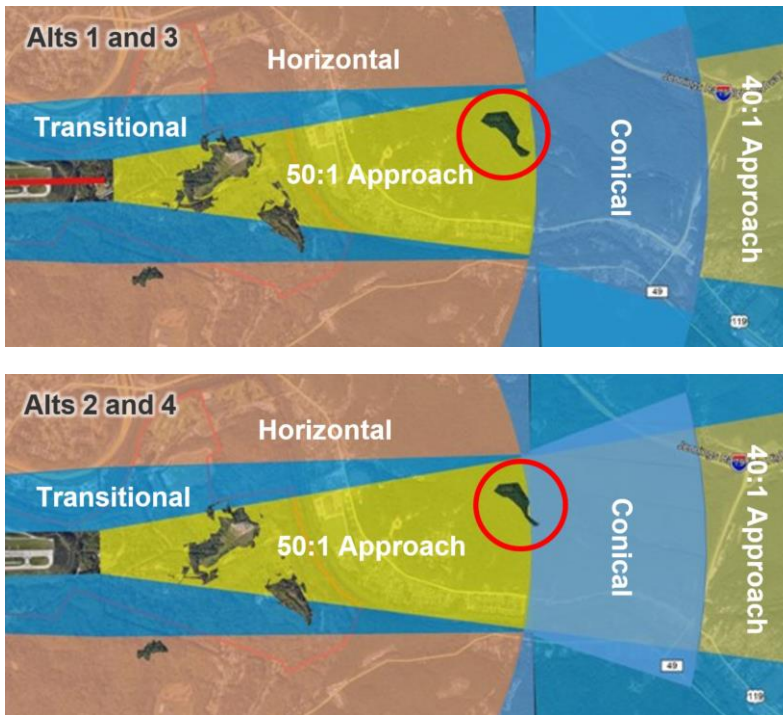 Alts 1 and 3
Horizontal
Transitional
50:1 Approach
Conical
40:1 Approach
Jennings
49
119
Alts 2 and 4
Horizontal
Transitional
50:1 Approach
Conical
40:1 Approach
49
119